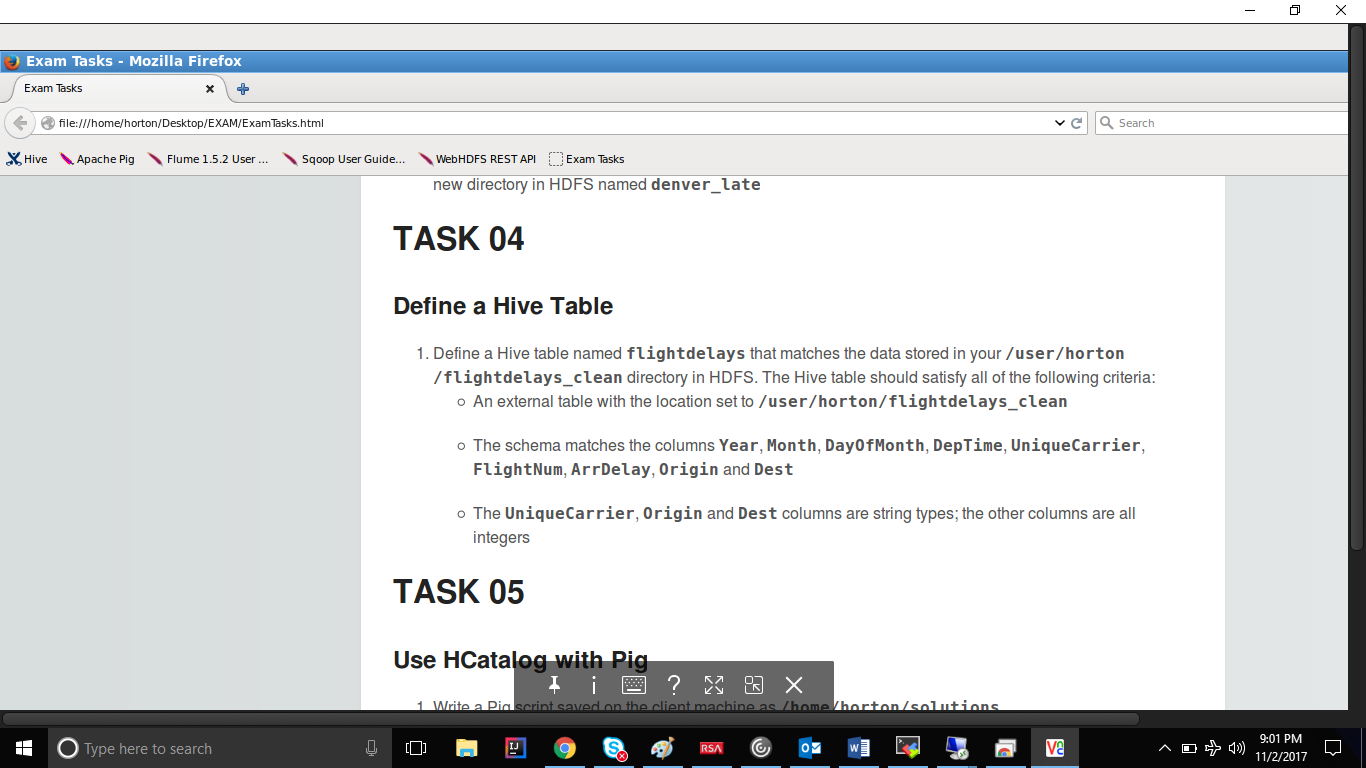 Exam Tasks - Mozilla Firefox
Exam Tasks
file:///home/horton/Desktop/EXAM/ExamTasks.html
Search
Hive Apache Pig Flume 1.5.2 User ... Sqoop User Guide... WebHDFS REST API Exam Tasks
new directory in HDFS named denver_late
TASK 04
Define a Hive Table
1. Define a Hive table named flightdelays that matches the data stored in your /user/horton
/flightdelays_clean directory in HDFS. The Hive table should satisfy all of the following criteria:
An external table with the location set to /user/horton/flightdelays_clean
The schema matches the columns Year, Month, DayOfMonth, DepTime, UniqueCarrier,
FlightNum, ArrDelay, Origin and Dest
The UniqueCarrier, Origin and Dest columns are string types; the other columns are all
integers
TASK 05
Use HCatalog with Pig
1. Write a Pig script saved on the client machine as /home/horton/solutions
Type here to search
RSA
9:01 PM
11/2/2017